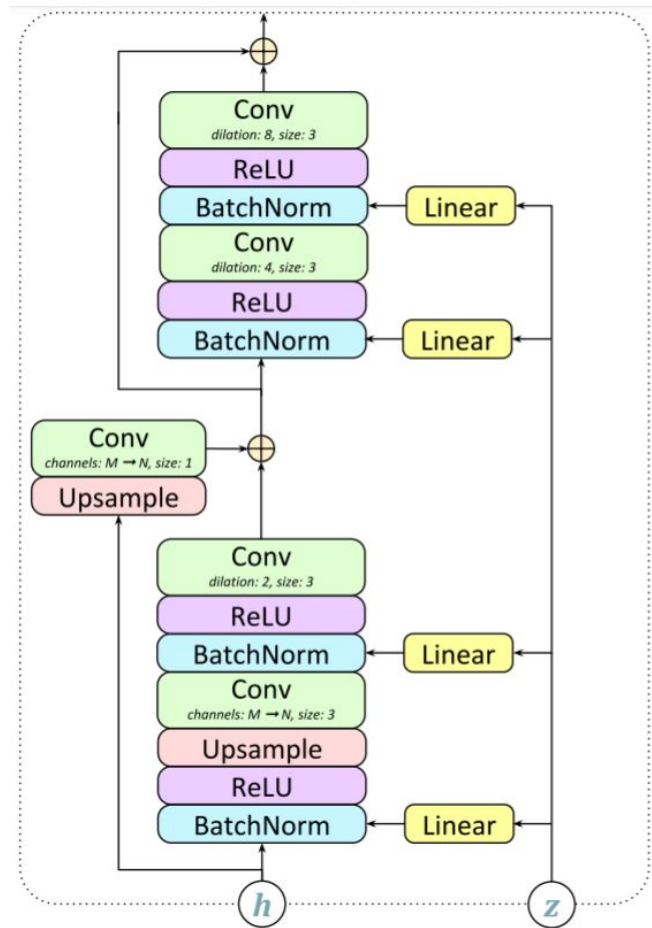 Conv
dilation: 8, size: 3
ReLU
BatchNorm
Linear
Conv
dilation: 4, size: 3
ReLU
BatchNorm
Linear
Conv
channels: M → N, size: 1
Upsample
Conv
dilation: 2, size: 3
ReLU
BatchNorm
Linear
Conv
channels: M → N, size: 3
Upsample
ReLU
BatchNorm
Linear
h
z